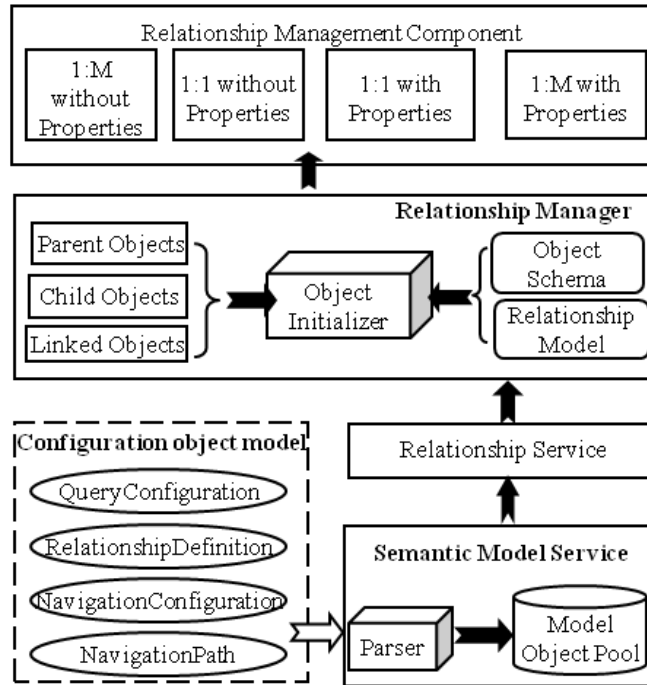 Relationship Management Component
1:M
without
Properties
1:1 without
Properties
1:1 with
Properties
1:M with
Properties
Relationship Manager
Parent Objects
Child Objects
Linked Objects
Object
Initializer
Object
Schema
Relationship
Model
Configuration object model
QueryConfiguration
RelationshipDefinition
NavigationConfiguration
NavigationPath
Relationship Service
Semantic Model Service
Parser
Model
Object Pool